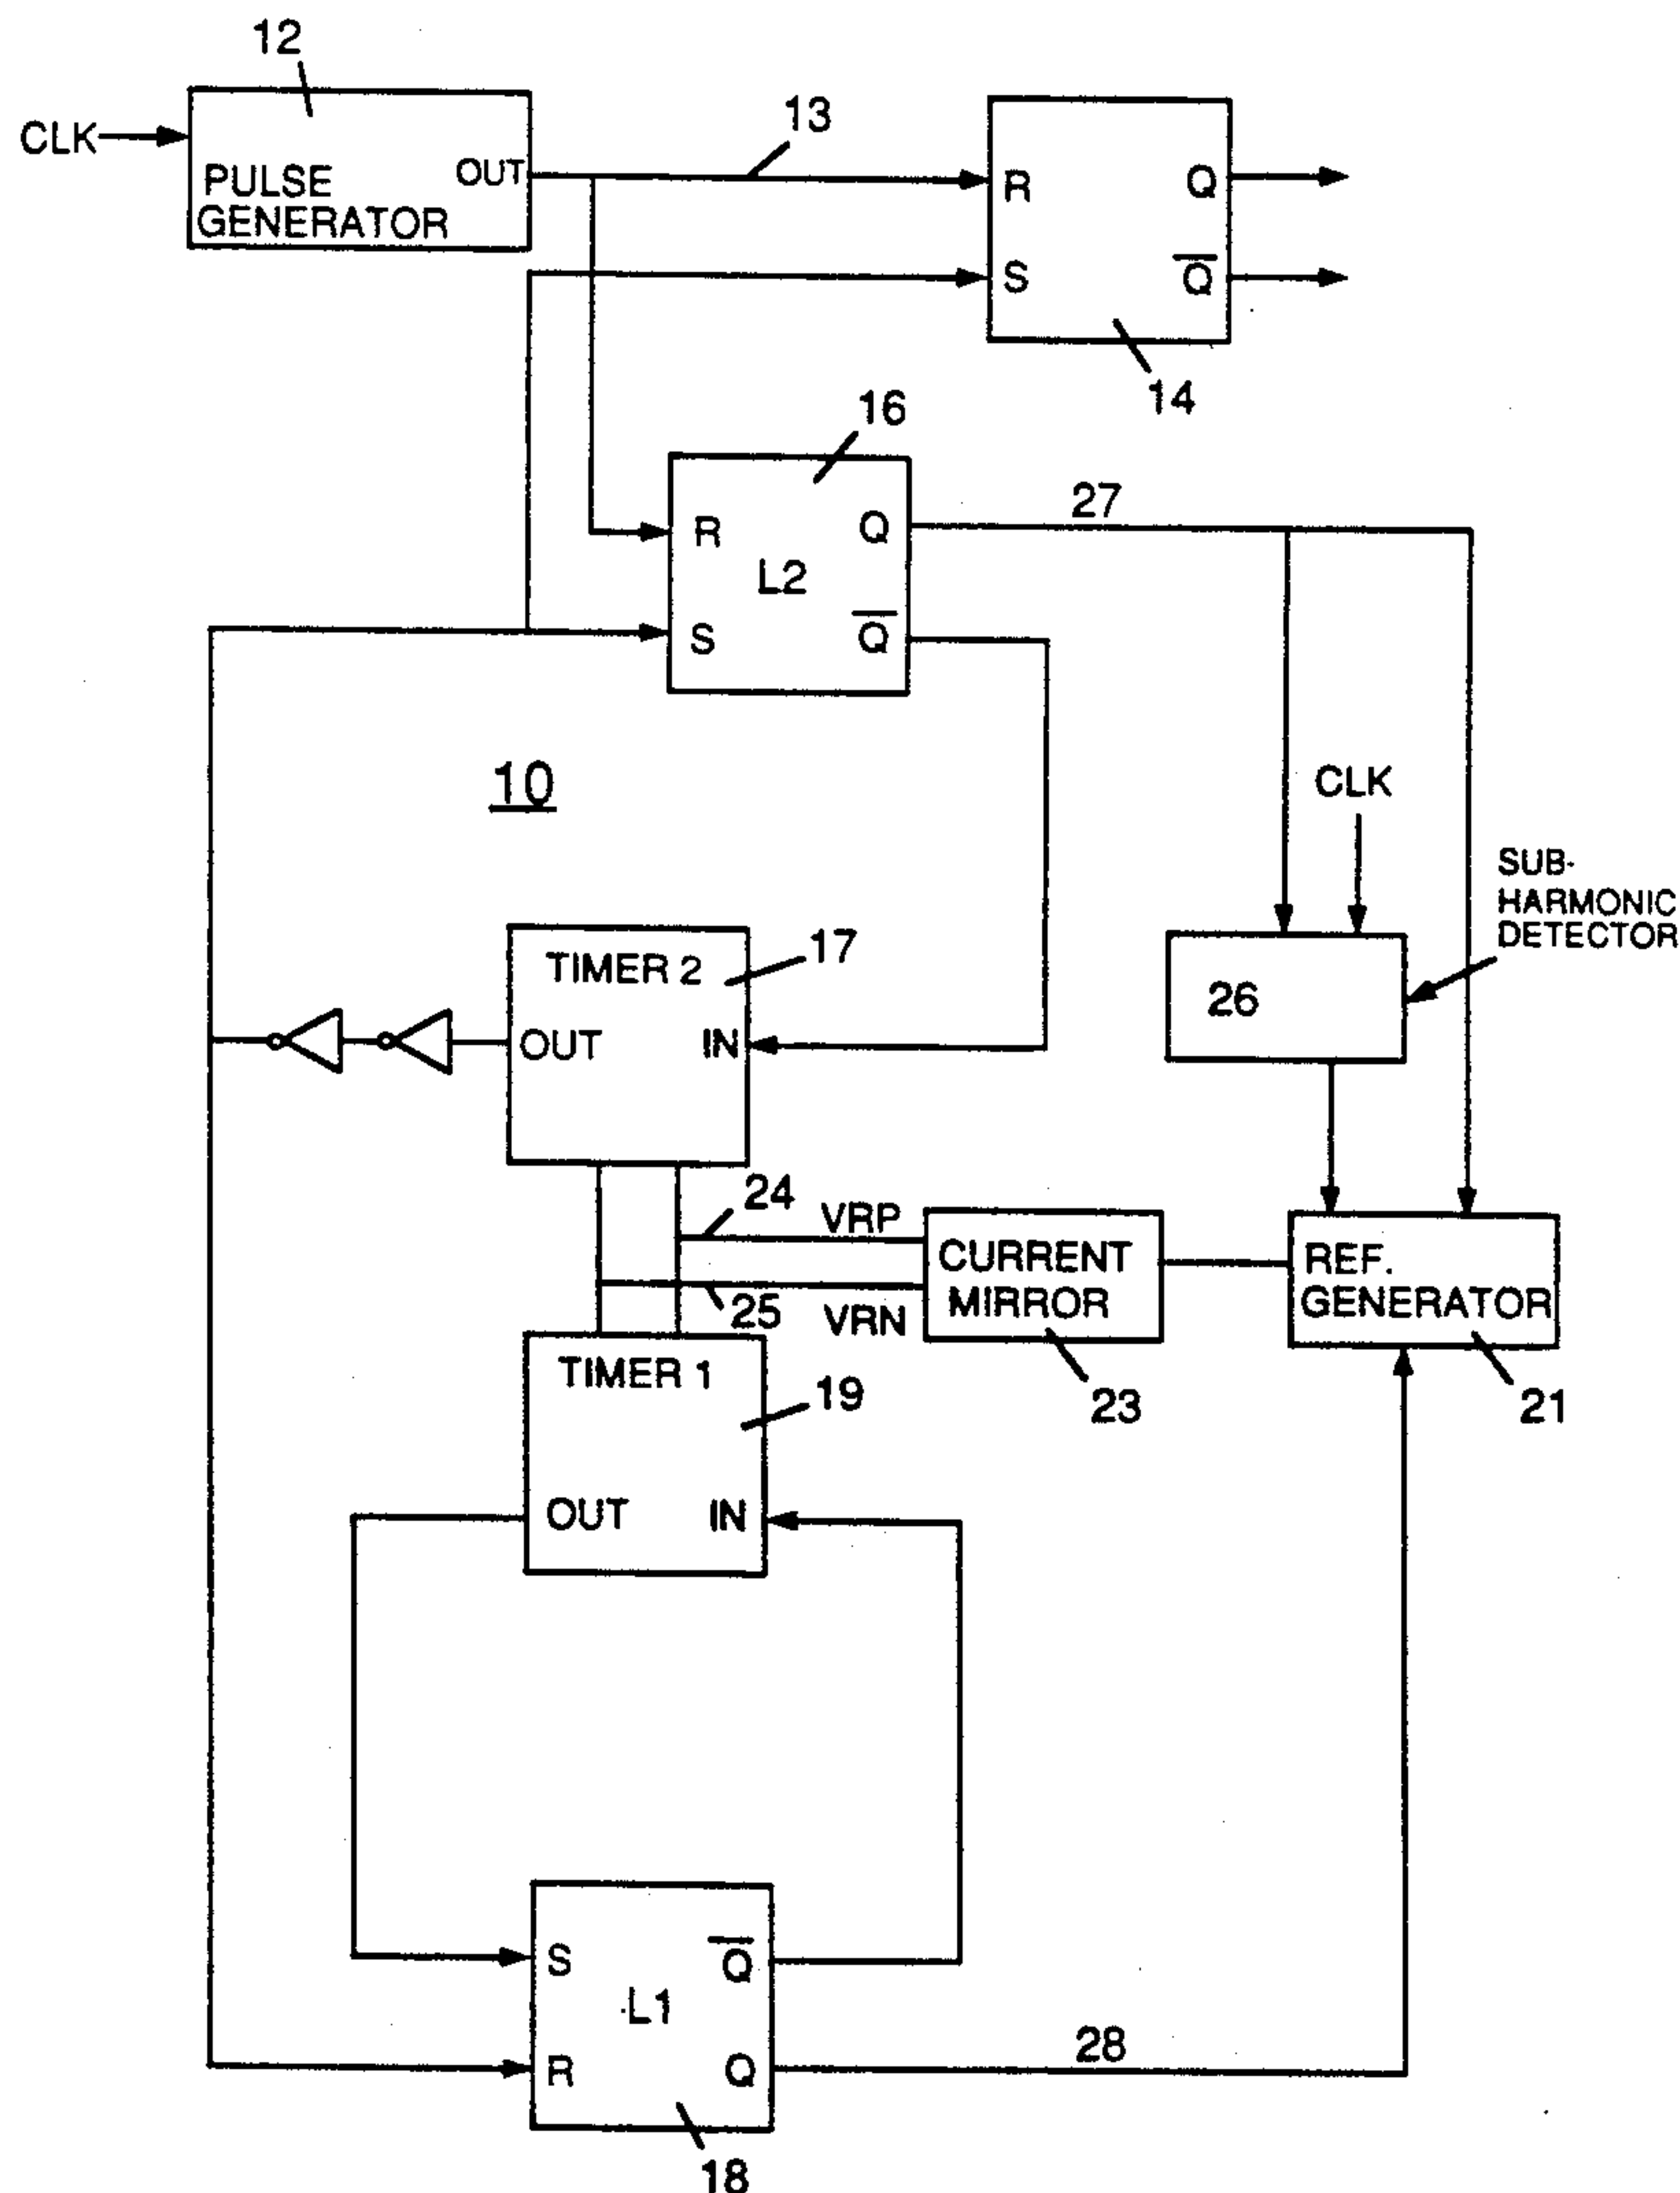 12
CLK
PULSE
GENERATOR
OUT
13
R
Q
S
Q
14
16
R
Q
L2
S
Q
27
10
CLK
SUB-
HARMONIC
DETECTOR
TIMER 2
17
OUT
IN
26
24
VRP
25
VRN
CURRENT
MIRROR
23
REF.
GENERATOR
21
TIMER 1
19
OUT
IN
S
Q
L1
R
Q
28
18